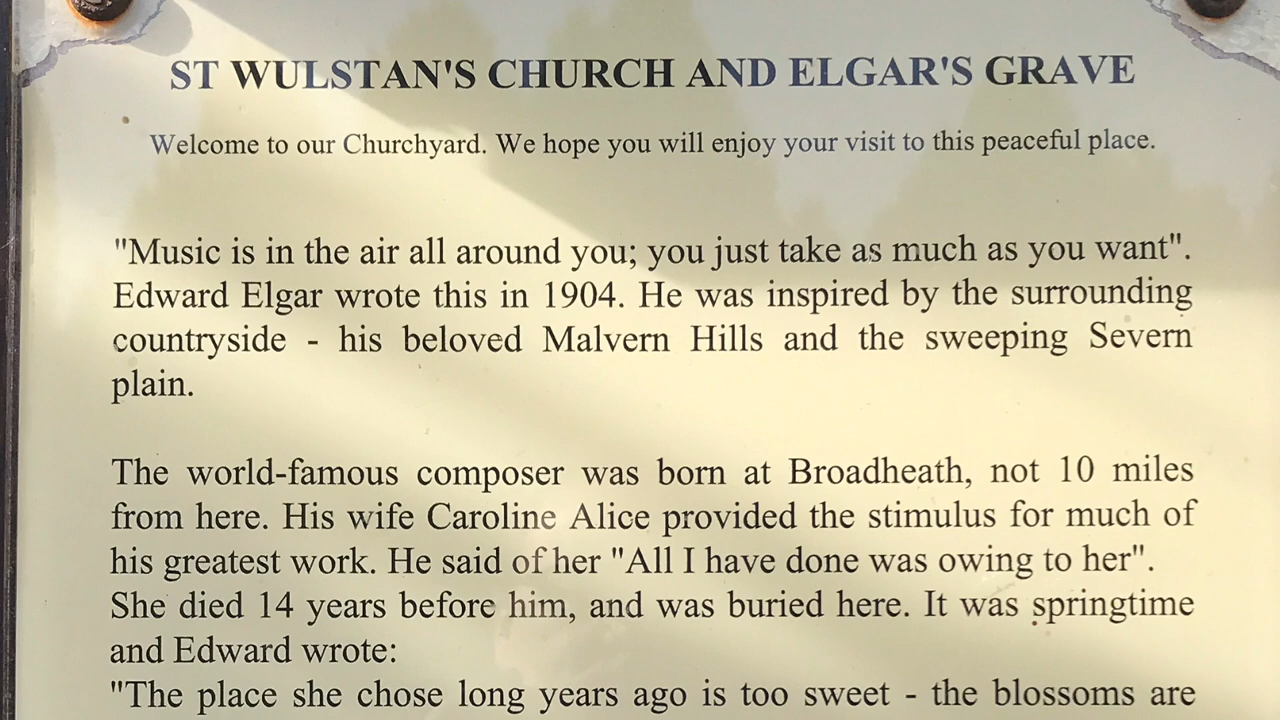 ST WULSTAN'S CHURCH AND ELGAR'S GRAVE
Welcome to our Churchyard. We hope you will enjoy your visit to this peaceful place.
"Music is in the air all around you; you just take as much as you want".
Edward Elgar wrote this in 1904. He was inspired by the surrounding
countryside - his beloved Malvern Hills and the sweeping Severn
plain.
The world-famous composer was born at Broadheath, not 10 miles
from here. His wife Caroline Alice provided the stimulus for much of
his greatest work. He said of her "All I have done was owing to her".
She died 14 years before him, and was buried here. It was springtime
and Edward wrote:
"The place she chose long years ago is too sweet - the blossoms are